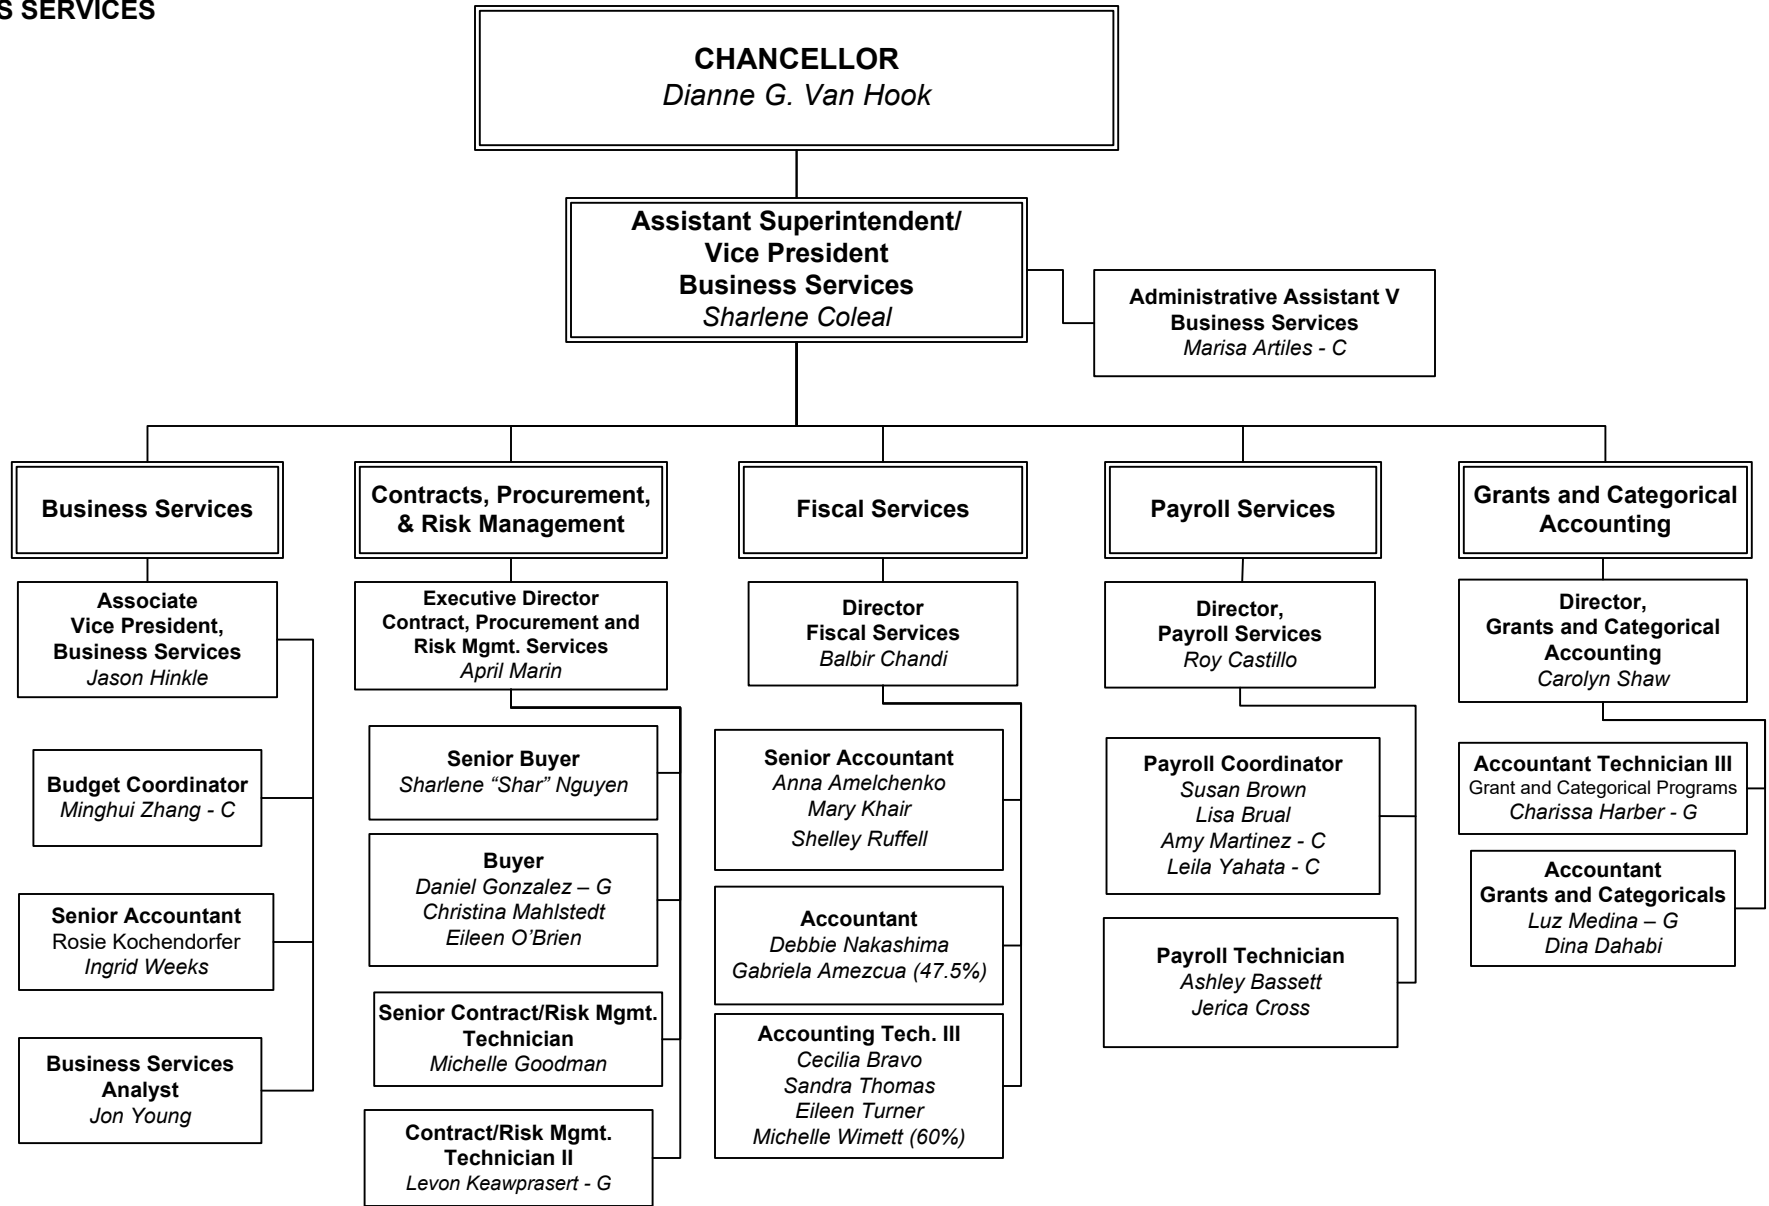 S SERVICES
CHANCELLOR
Dianne G. Van Hook
Assistant Superintendent/
Vice President
Business Services
Sharlene Coleal
Administrative Assistant V
Business Services
Marisa Artiles - C
Business Services
Associate
Vice President,
Business Services
Jason Hinkle
Budget Coordinator
Minghui Zhang - C
Senior Accountant
Rosie Kochendorfer
Ingrid Weeks
Business Services
Analyst
Jon Young
Contracts, Procurement,
& Risk Management
Executive Director
Contract, Procurement and
Risk Mgmt. Services
April Marin
Senior Buyer
Sharlene “Shar” Nguyen
Buyer
Daniel Gonzalez – G
Christina Mahlstedt
Eileen O’Brien
Senior Contract/Risk Mgmt.
Technician
Michelle Goodman
Contract/Risk Mgmt.
Technician II
Levon Keawprasert - G
Fiscal Services
Director
Fiscal Services
Balbir Chandi
Senior Accountant
Anna Amelchenko
Mary Khair
Shelley Ruffell
Accountant
Debbie Nakashima
Gabriela Amezcua (47.5%)
Accounting Tech. III
Cecilia Bravo
Sandra Thomas
Eileen Turner
Michelle Wimett (60%)
Payroll Services
Director,
Payroll Services
Roy Castillo
Payroll Coordinator
Susan Brown
Lisa Brual
Amy Martinez - C
Leila Yahata - C
Payroll Technician
Ashley Bassett
Jerica Cross
Grants and Categorical
Accounting
Director,
Grants and Categorical
Accounting
Carolyn Shaw
Accountant Technician III
Grant and Categorical Programs
Charissa Harber - G
Accountant
Grants and Categoricals
Luz Medina – G
Dina Dahabi